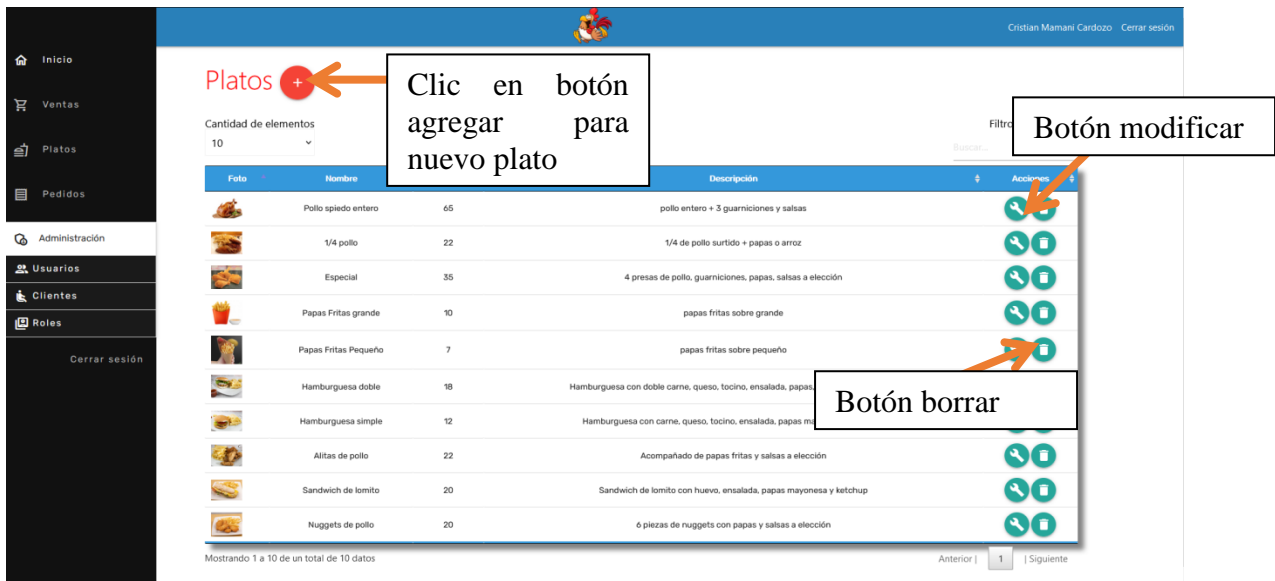 Cristian Mamani Cardozo Cerrar sesión
Inicio
Ventas
Platos
Pedidos
Administración
Usuarios
Clientes
Roles
Cerrar sesión
Platos +
Clic en botón
agregar para
nuevo plato
Botón modificar
Cantidad de elementos
Filtro
10
Buscar...
Foto Nombre Descripción Acciones
Pollo spiedo entero 65 pollo entero + 3 guarniciones y salsas
1/4 pollo 22 1/4 de pollo surtido + papas o arroz
Especial 35 4 presas de pollo, guarniciones, papas, salsas a elección
Papas Fritas grande 10 papas fritas sobre grande
Papas Fritas Pequeño 7 papas fritas sobre pequeño
Hamburguesa doble 18 Hamburguesa con doble carne, queso, tocino, ensalada, papas,
Botón borrar
Hamburguesa simple 12 Hamburguesa con carne, queso, tocino, ensalada, papas
Alitas de pollo 22 Acompañado de papas fritas y salsas a elección
Sandwich de lomito 20 Sandwich de lomito con huevo, ensalada, papas mayonesa y ketchup
Nuggets de pollo 20 6 piezas de nuggets con papas y salsas a elección
Mostrando 1 a 10 de un total de 10 datos
Anterior | 1 | Siguiente